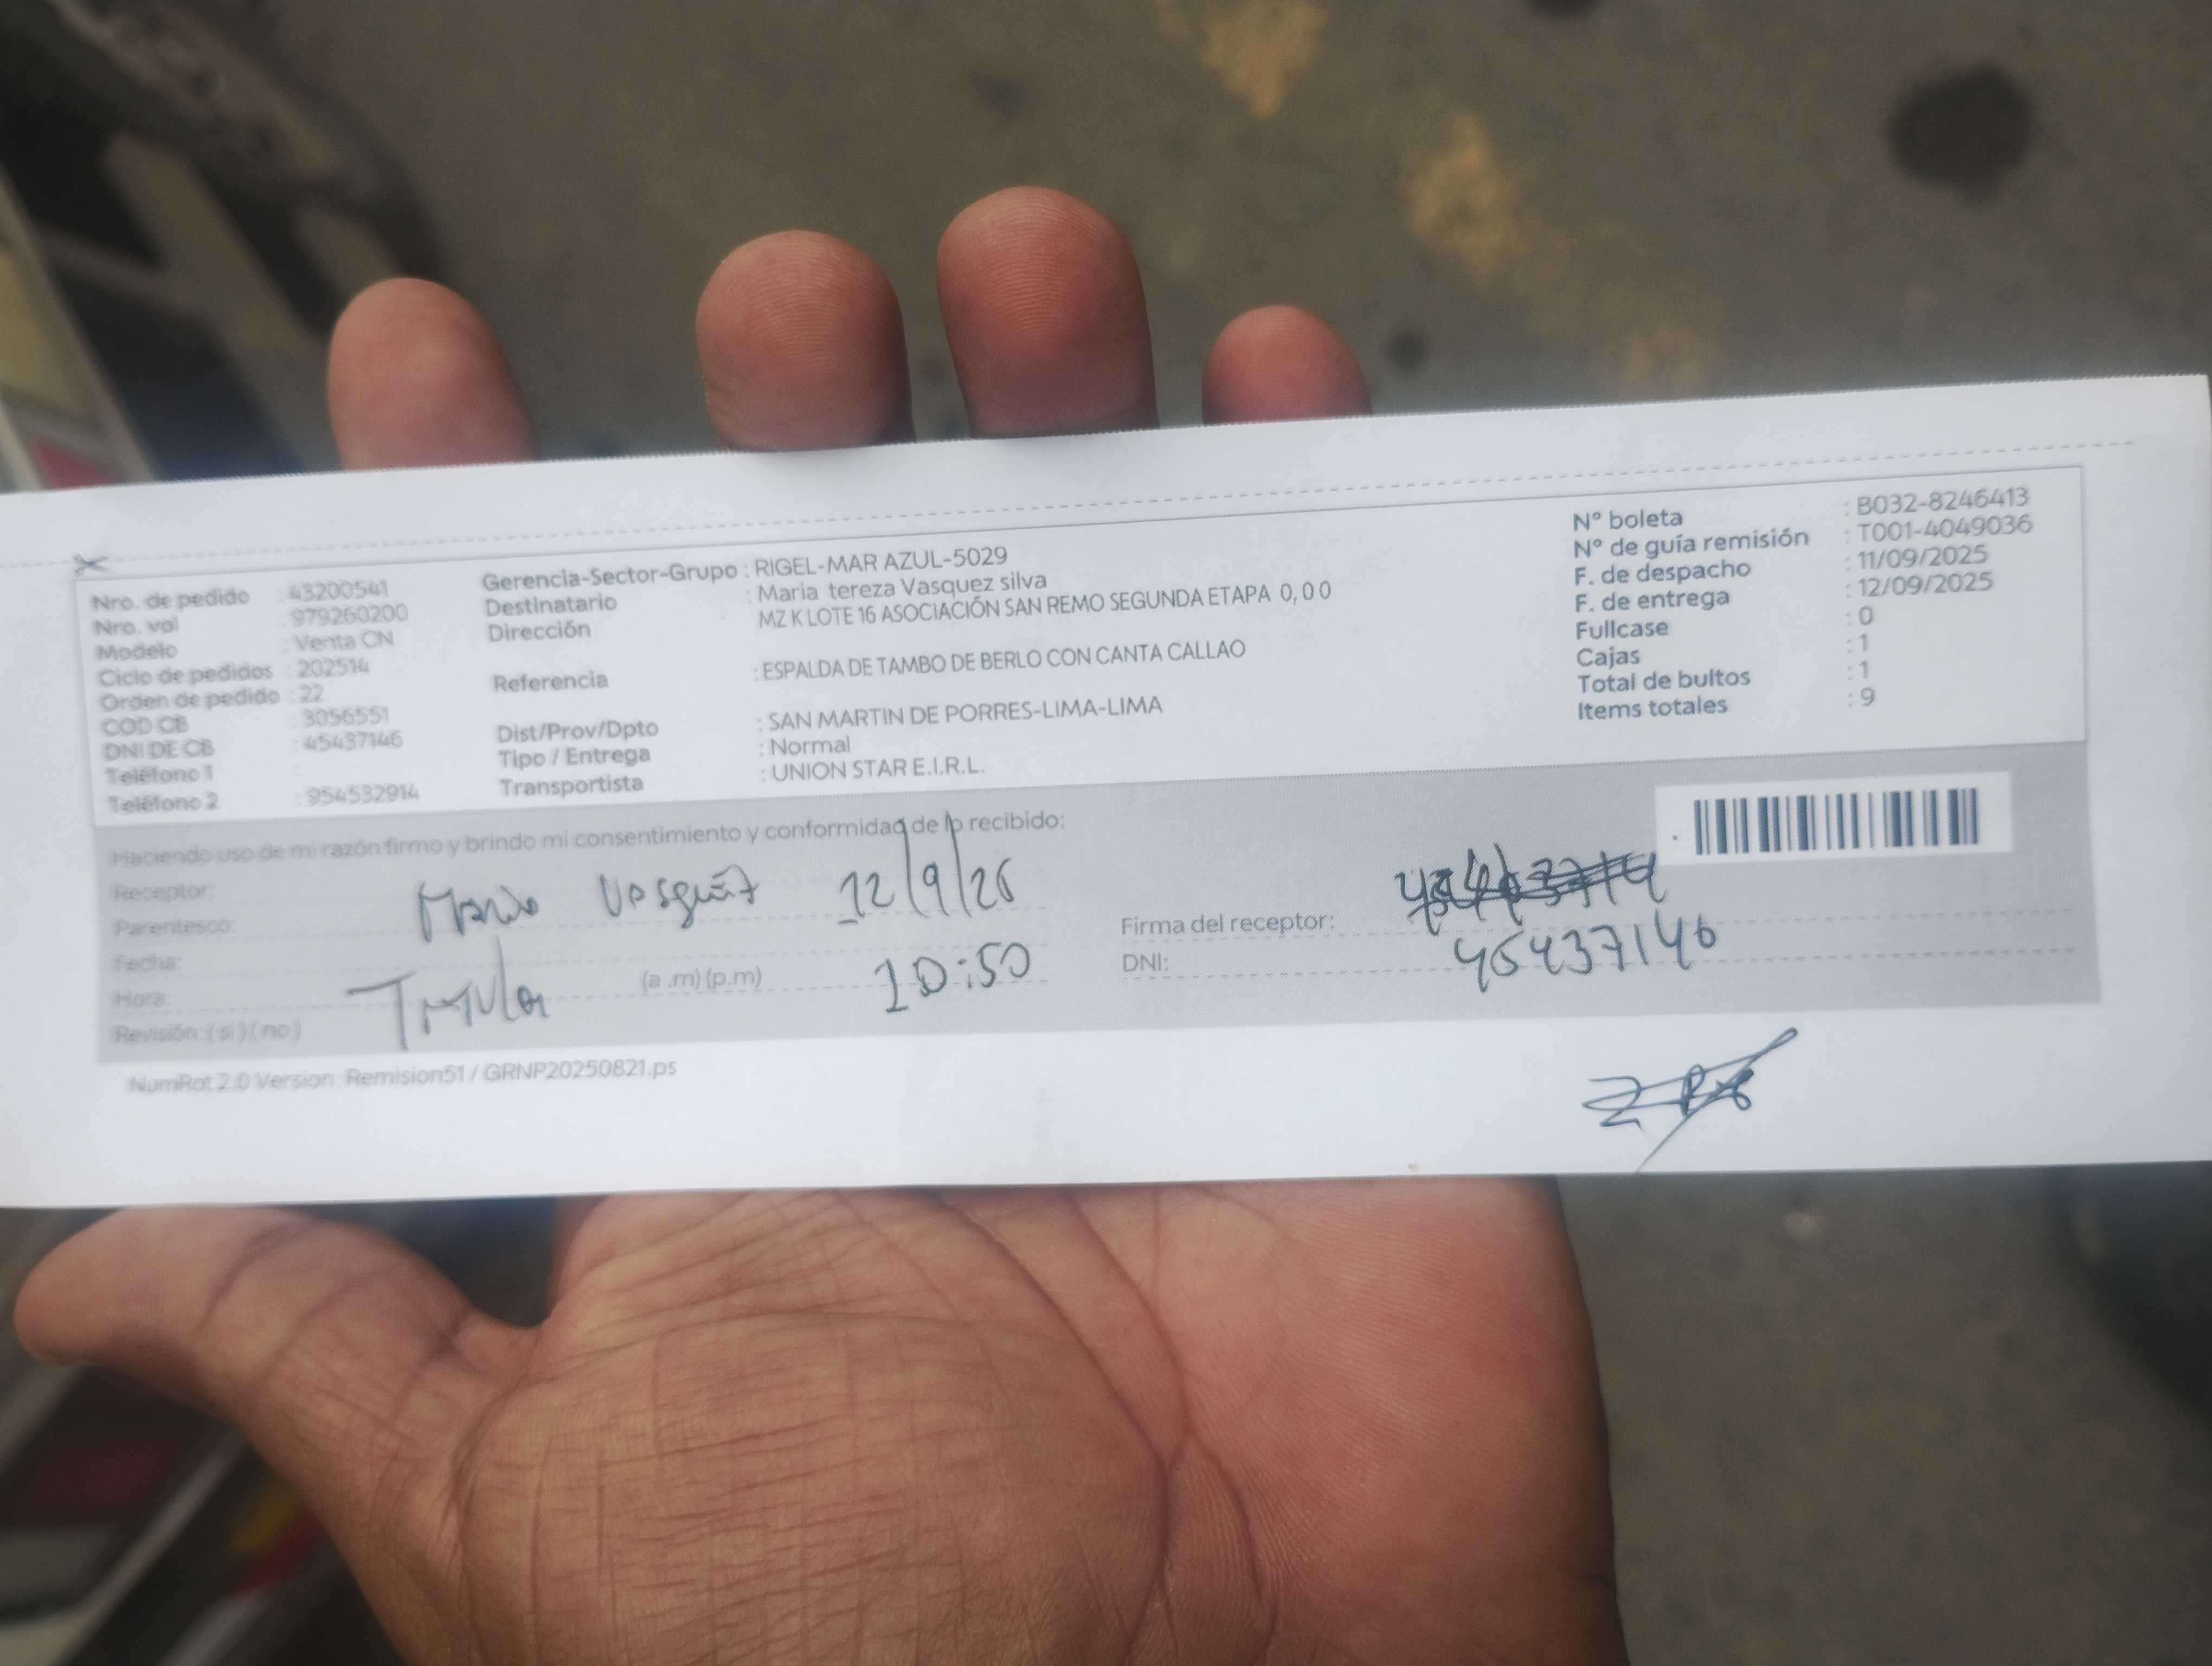 Nro. de pedido : 43200541
Nro. vol : 979260200
Modelo : Venta CN
Ciclo de pedidos : 202514
Orden de pedido : 22
COD CB : 3056551
DNI DE CB : 45437146
Teléfono 1 :
Teléfono 2 : 954532914
Gerencia-Sector-Grupo : RIGEL-MAR AZUL-5029
Destinatario : Maria tereza Vasquez silva
Dirección MZ K LOTE 16 ASOCIACIÓN SAN REMO SEGUNDA ETAPA 0, 0 0
Referencia : ESPALDA DE TAMBO DE BERLO CON CANTA CALLAO
Dist/Prov/Dpto : SAN MARTIN DE PORRES-LIMA-LIMA
Tipo / Entrega : Normal
Transportista : UNION STAR E.I.R.L.
N° boleta : B032-8246413
N° de guía remisión : T001-4049036
F. de despacho : 11/09/2025
F. de entrega : 12/09/2025
Fullcase : 0
Cajas : 1
Total de bultos : 1
Items totales : 9
Haciendo uso de mi razón firmo y brindo mi consentimiento y conformidad de lo recibido:
Receptor:
Parentesco:
Fecha:
Hora: (a .m) (p.m)
Revisión: ( si ) ( no )
12/9/25
10:50
Firma del receptor:
DNI: 45437146
NumRot 2.0 Version: Remision51 / GRNP20250821.ps